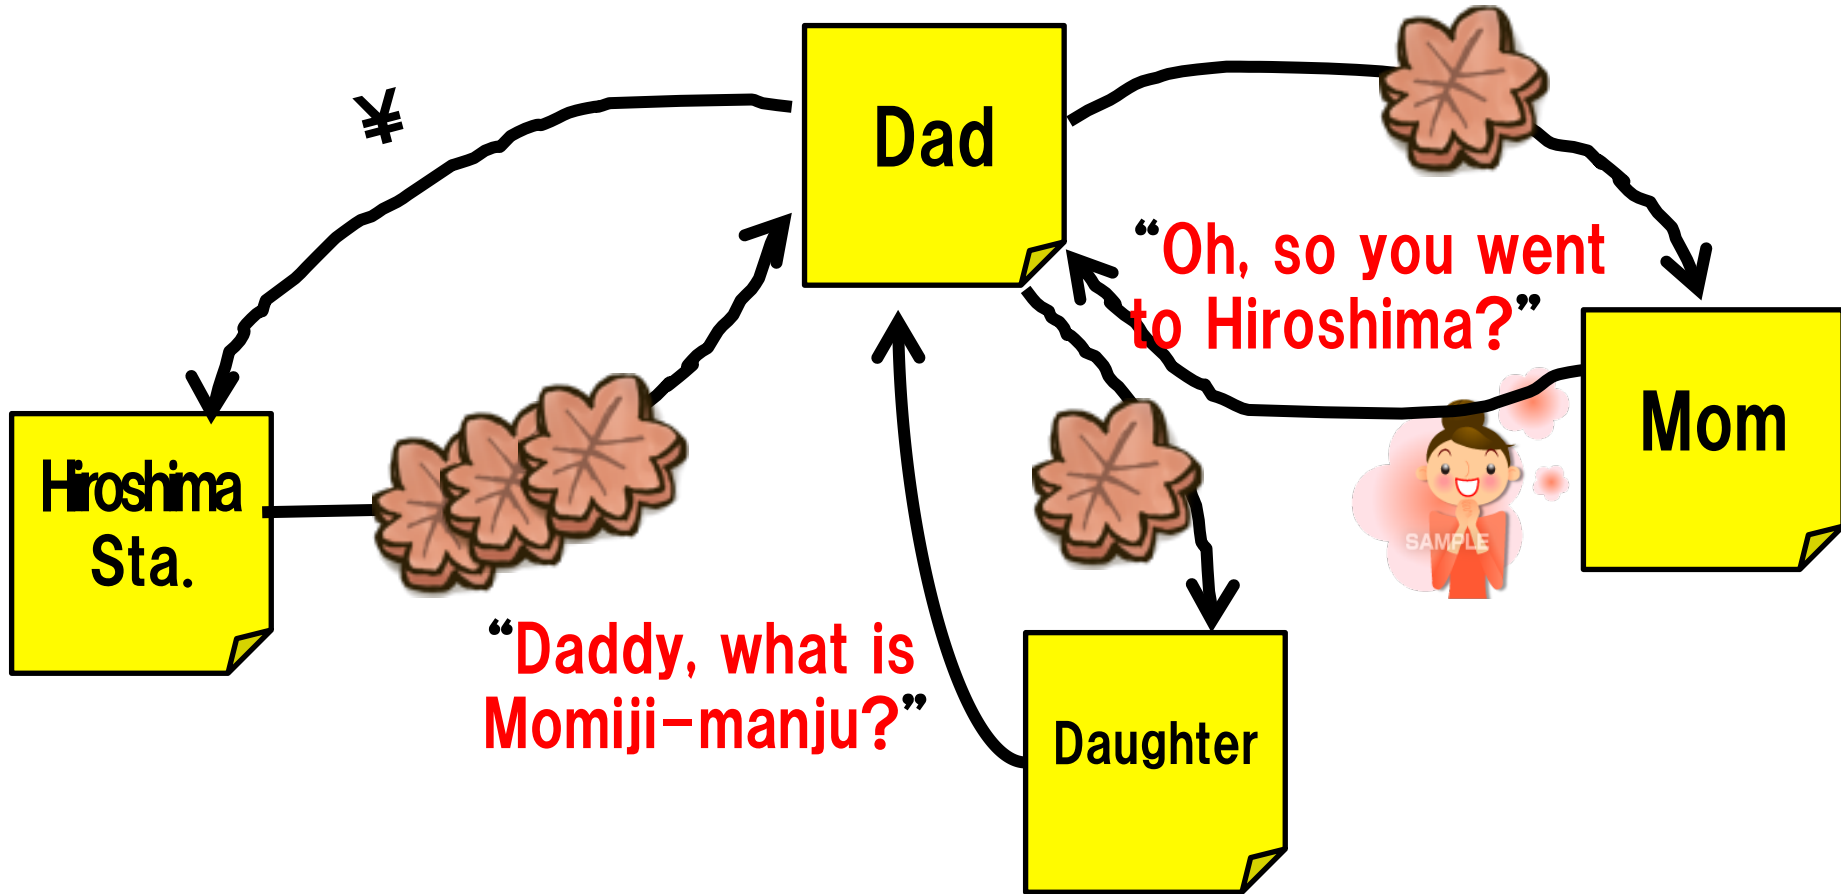 ¥
Dad
“Oh, so you went
to Hiroshima?”
Mom
Hiroshima
Sta.
SAMPLE
“Daddy, what is
Momiji-manju?”
Daughter